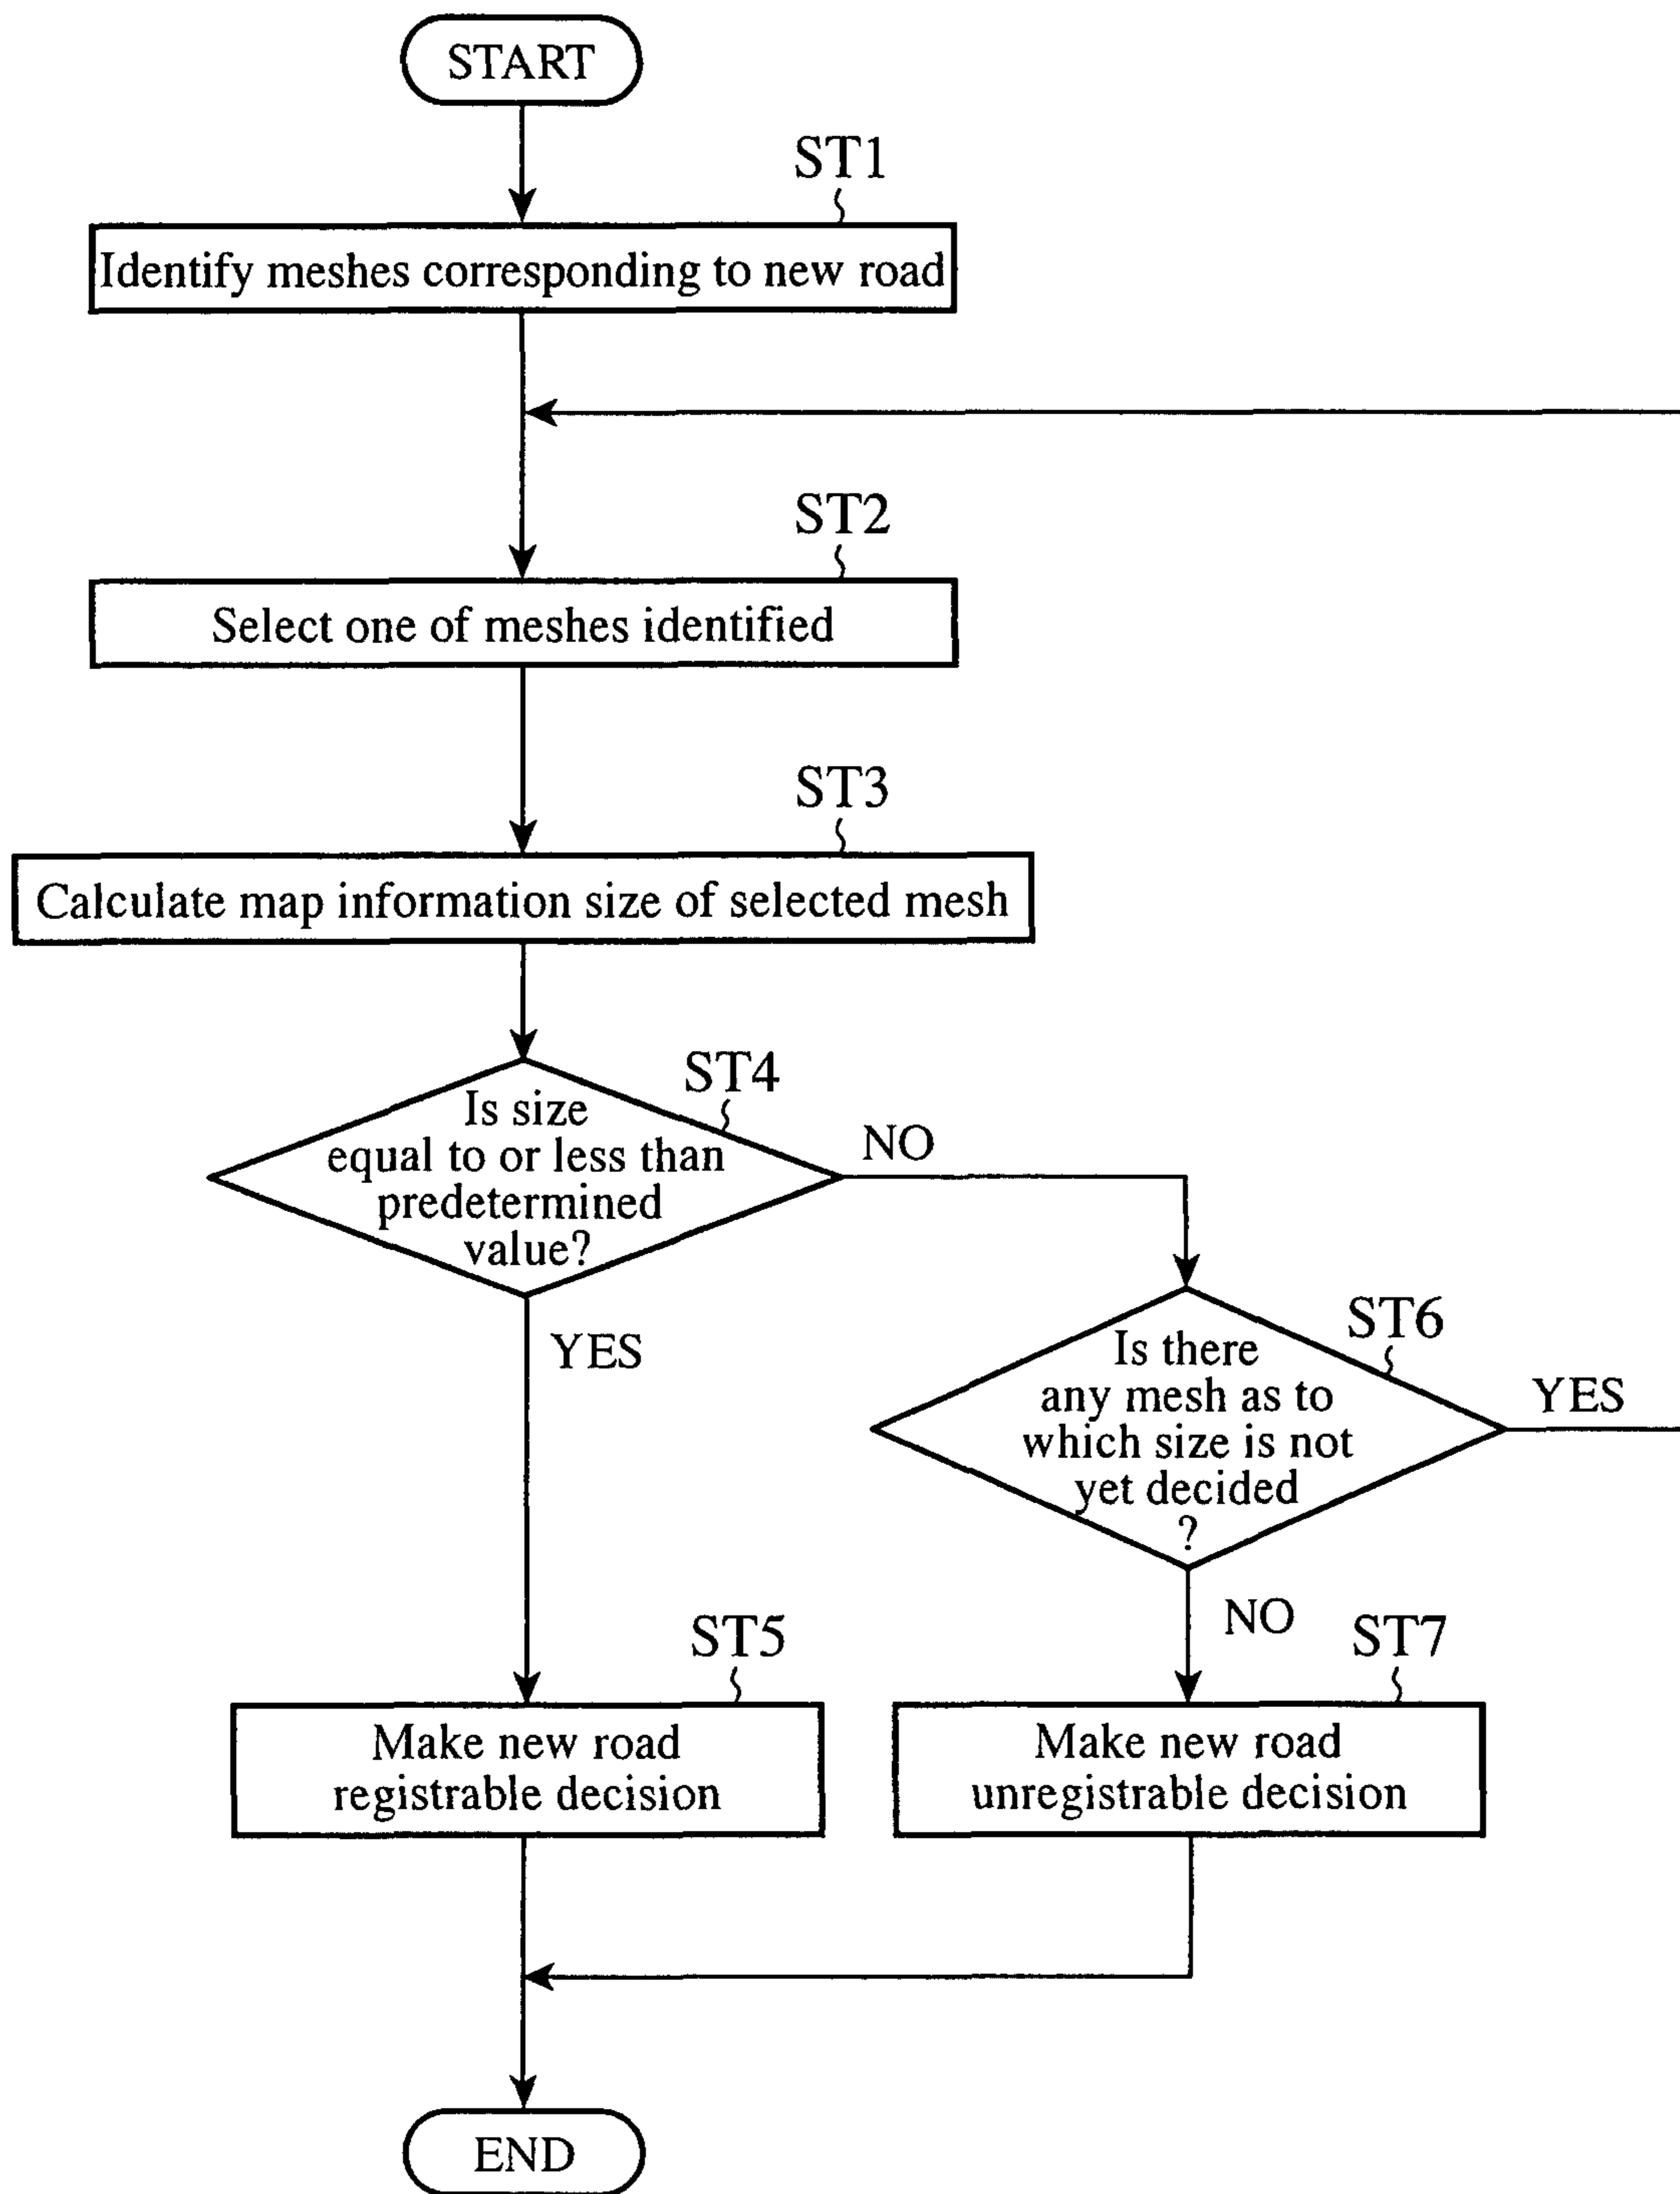 START
ST1
Identify meshes corresponding to new road
ST2
Select one of meshes identified
ST3
Calculate map information size of selected mesh
ST4
Is size
equal to or less than
predetermined
value?
NO
YES
ST6
Is there
any mesh as to
which size is not
yet decided
?
YES
NO
ST5
Make new road
registrable decision
ST7
Make new road
unregistrable decision
END